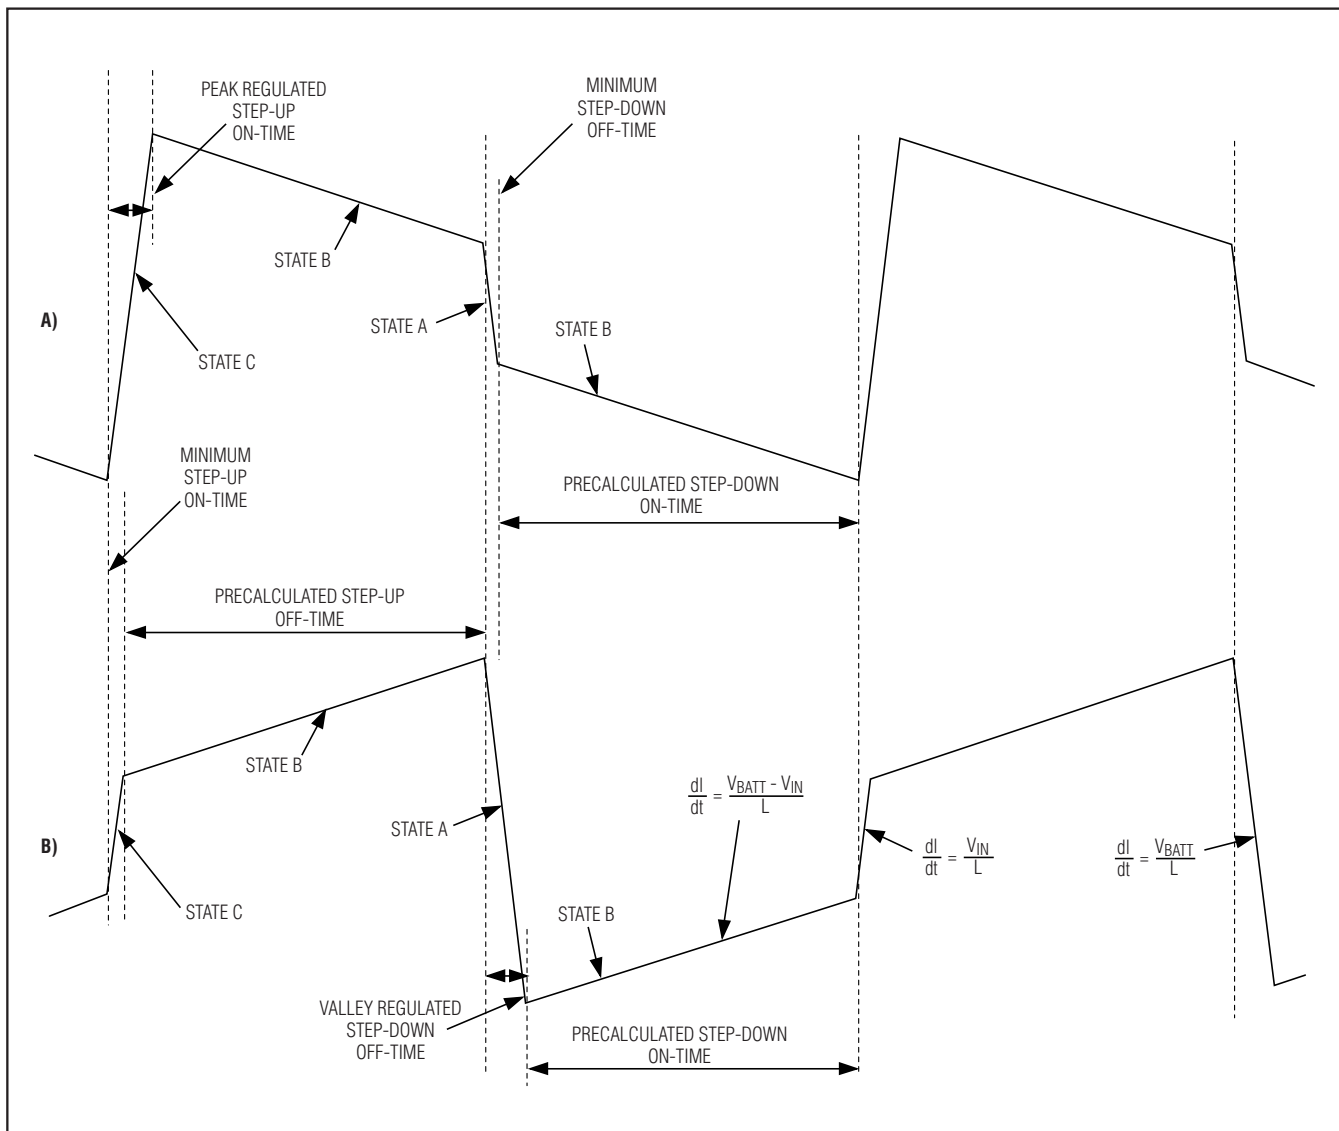 PEAK REGULATED
STEP-UP
ON-TIME
MINIMUM
STEP-DOWN
OFF-TIME
STATE B
A)
STATE A
STATE B
STATE C
MINIMUM
STEP-UP
ON-TIME
PRECALCULATED STEP-DOWN
ON-TIME
PRECALCULATED STEP-UP
OFF-TIME
STATE B
dI/dt = VBATT - VIN/L
STATE A
B)
dI/dt = VIN/L
dI/dt = VBATT/L
STATE C
STATE B
VALLEY REGULATED
STEP-DOWN
OFF-TIME
PRECALCULATED STEP-DOWN
ON-TIME